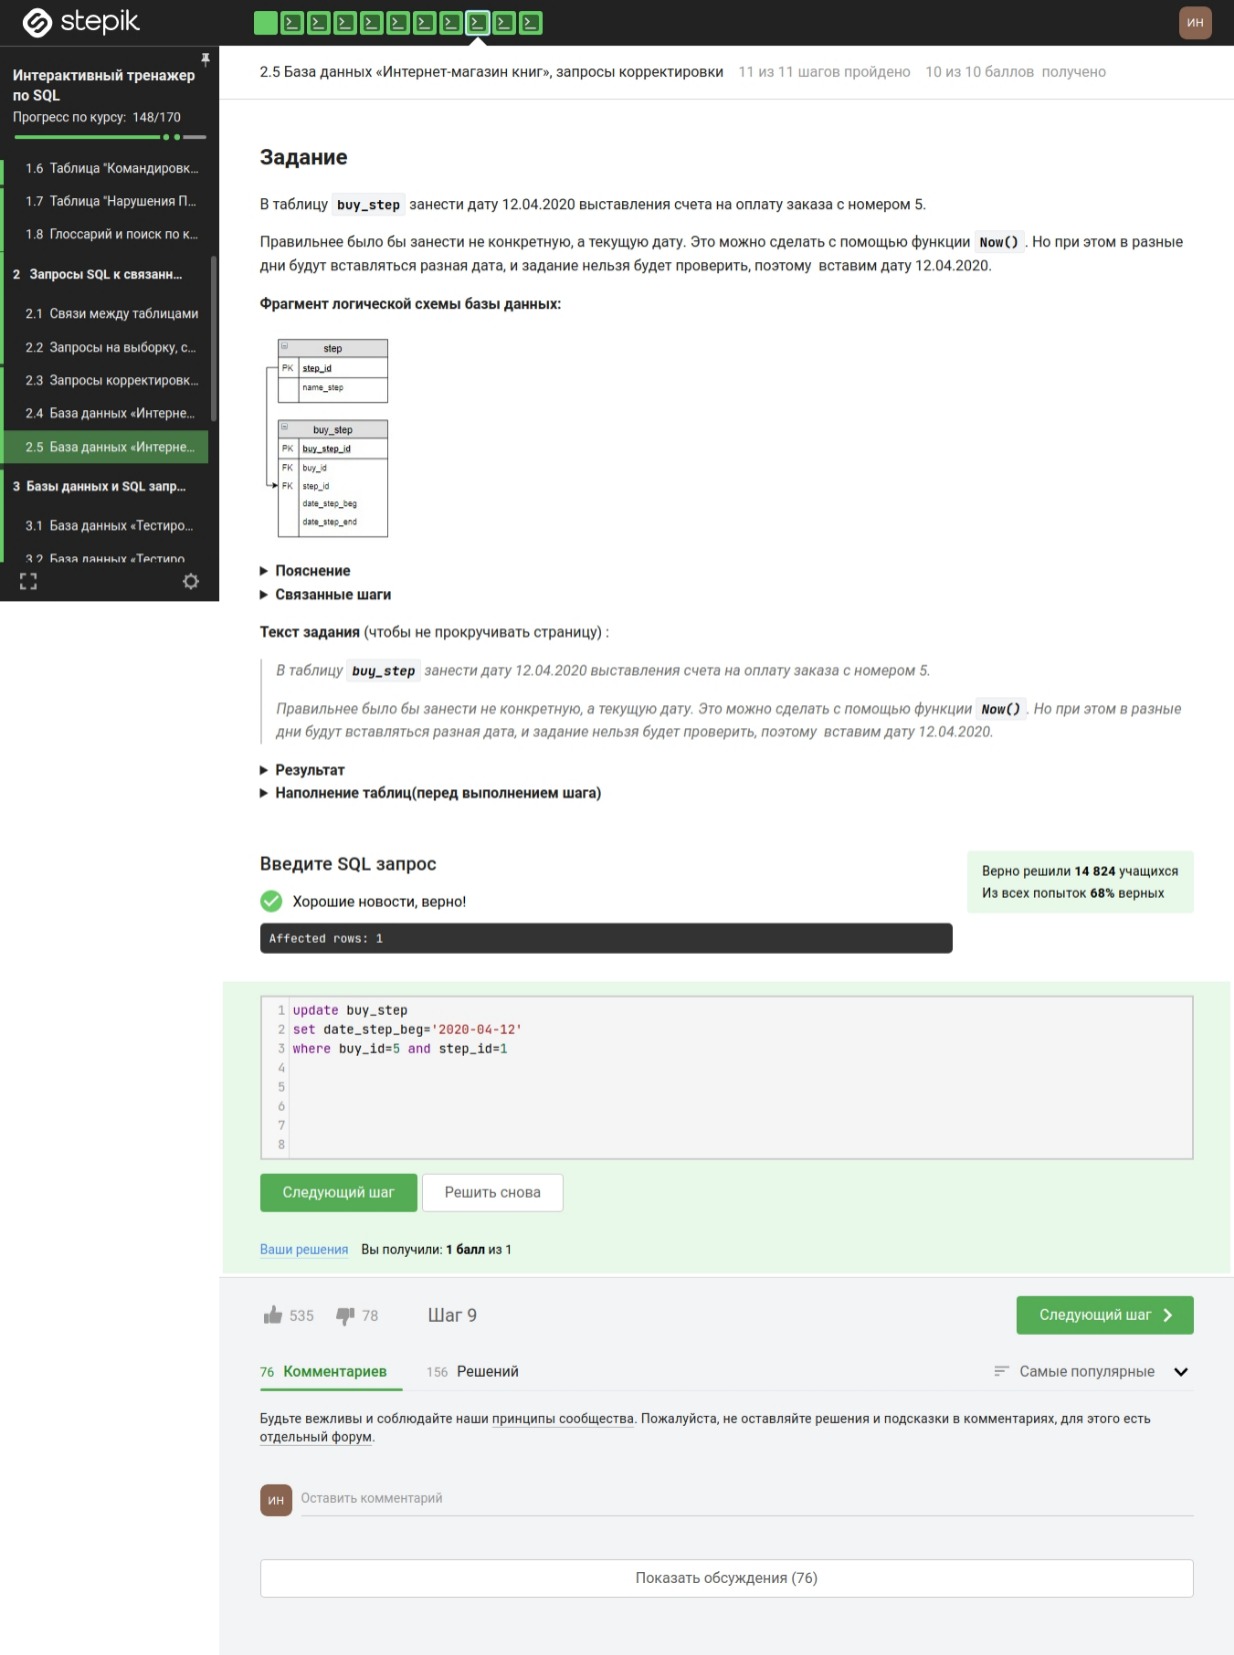 stepik
ИН
Интерактивный тренажер
по SQL
Прогресс по курсу: 148/170
1.6 Таблица "Командировк...
1.7 Таблица "Нарушения П...
1.8 Глоссарий и поиск по к...
2 Запросы SQL к связанн...
2.1 Связи между таблицами
2.2 Запросы на выборку, с...
2.3 Запросы корректировк...
2.4 База данных «Интерне...
2.5 База данных «Интерне...
3 Базы данных и SQL запр...
3.1 База данных «Тестиро...
3.2 База данных «Тестиро
2.5 База данных «Интернет-магазин книг», запросы корректировки 11 из 11 шагов пройдено 10 из 10 баллов получено
Задание
В таблицу buy_step занести дату 12.04.2020 выставления счета на оплату заказа с номером 5.
Правильнее было бы занести не конкретную, а текущую дату. Это можно сделать с помощью функции Now(). Но при этом в разные
дни будут вставляться разная дата, и задание нельзя будет проверить, поэтому вставим дату 12.04.2020.
Фрагмент логической схемы базы данных:
step
PK step_id
name_step
buy_step
PK buy_step_id
FK buy_id
FK step_id
date_step_beg
date_step_end
Пояснение
Связанные шаги
Текст задания (чтобы не прокручивать страницу) :
В таблицу buy_step занести дату 12.04.2020 выставления счета на оплату заказа с номером 5.
Правильнее было бы занести не конкретную, а текущую дату. Это можно сделать с помощью функции Now(). Но при этом в разные
дни будут вставляться разная дата, и задание нельзя будет проверить, поэтому вставим дату 12.04.2020.
Результат
Наполнение таблиц(перед выполнением шага)
Введите SQL запрос
Верно решили 14 824 учащихся
Из всех попыток 68% верных
Хорошие новости, верно!
Affected rows: 1
1 update buy_step
2 set date_step_beg='2020-04-12'
3 where buy_id=5 and step_id=1
4
5
6
7
8
Следующий шаг Решить снова
Ваши решения Вы получили: 1 балл из 1
535 78 Шаг 9 Следующий шаг
76 Комментариев 156 Решений Самые популярные
Будьте вежливы и соблюдайте наши принципы сообщества. Пожалуйста, не оставляйте решения и подсказки в комментариях, для этого есть
отдельный форум.
ИН Оставить комментарий
Показать обсуждения (76)